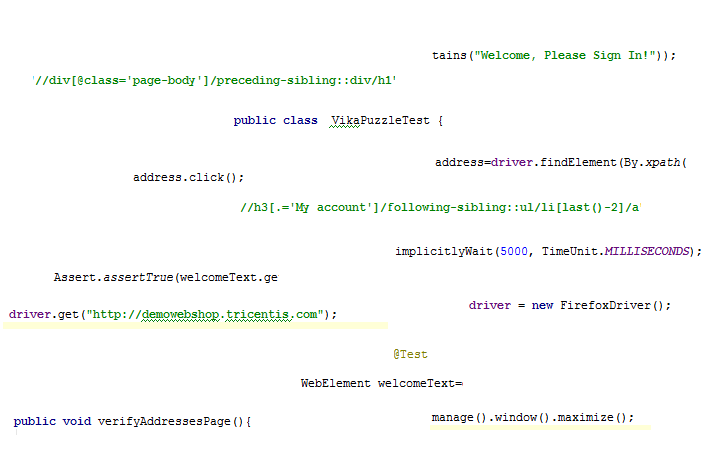 tains("Welcome, Please Sign In!"));
'//div[@class='page-body']/preceding-sibling::div/h1'
public class VikaPuzzleTest {
address=driver.findElement(By.xpath(
address.click();
//h3[.='My account']/following-sibling::ul/li[last()-2]/a'
implicitlyWait(5000, TimeUnit.MILLISECONDS);
Assert.assertTrue(welcomeText.ge
driver = new FirefoxDriver();
driver.get("http://demowebshop.tricentis.com");
@Test
WebElement welcomeText=
manage().window().maximize();
public void verifyAddressesPage(){